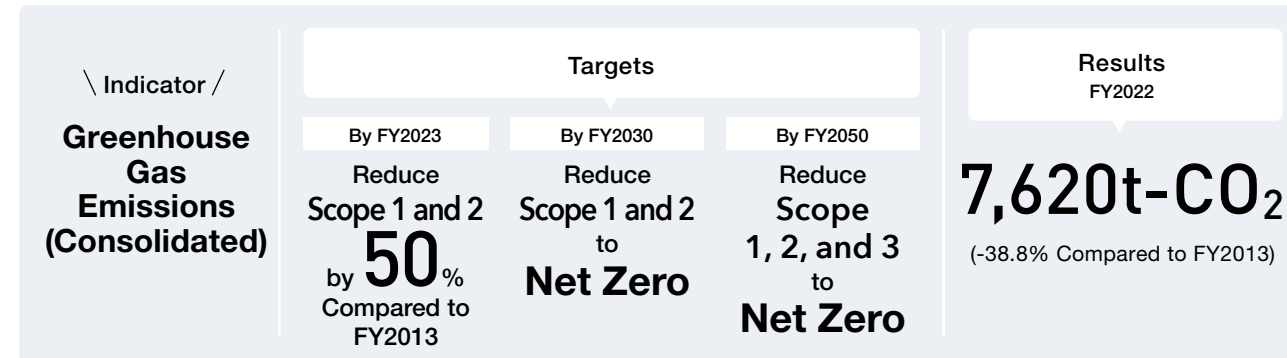 \ Indicator /
Greenhouse
Gas
Emissions
(Consolidated)
Targets
By FY2023
Reduce
Scope 1 and 2
by 50%
Compared to
FY2013
By FY2030
Reduce
Scope 1 and 2
to
Net Zero
By FY2050
Reduce
Scope
1, 2, and 3
to
Net Zero
Results
FY2022
7,620t-CO₂
(-38.8% Compared to FY2013)